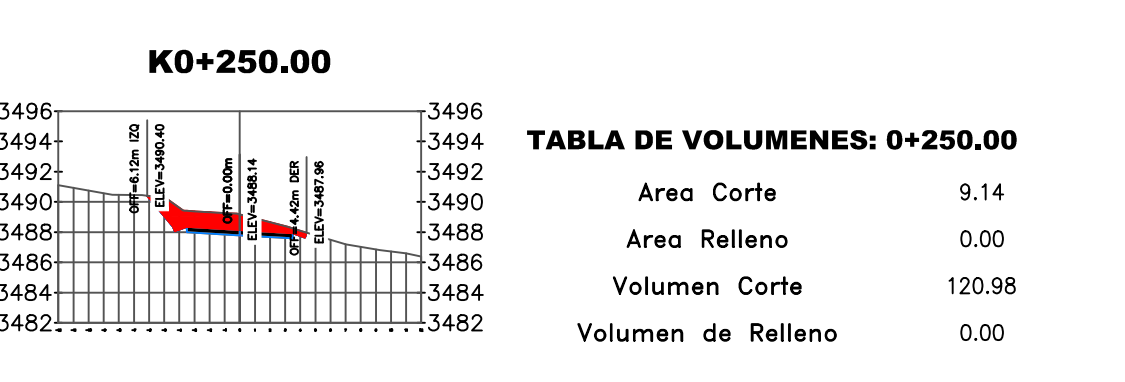 K0+250.00
3496
3494
3492
3490
3488
3486
3484
3482
OFF=6.12m IZQ
ELEV=3490.40
OFF=0.00m
ELEV=3488.14
OFF=4.42m DER
ELEV=3487.96
3496
3494
3492
3490
3488
3486
3484
3482
TABLA DE VOLUMENES: 0+250.00
Area Corte 9.14
Area Relleno 0.00
Volumen Corte 120.98
Volumen de Relleno 0.00